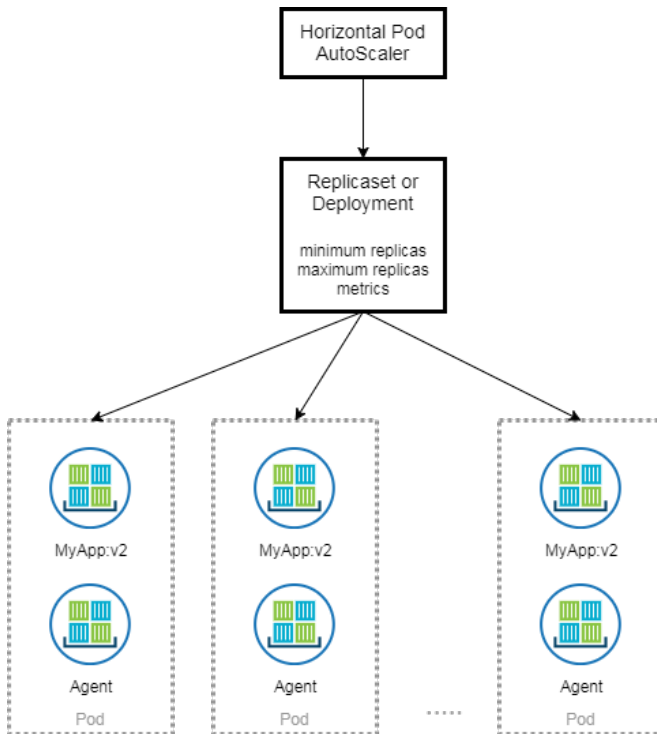 Horizontal Pod
AutoScaler
Replicaset or
Deployment
minimum replicas
maximum replicas
metrics
MyApp:v2
MyApp:v2
MyApp:v2
Agent
Agent
Agent
Pod
Pod
.....
Pod